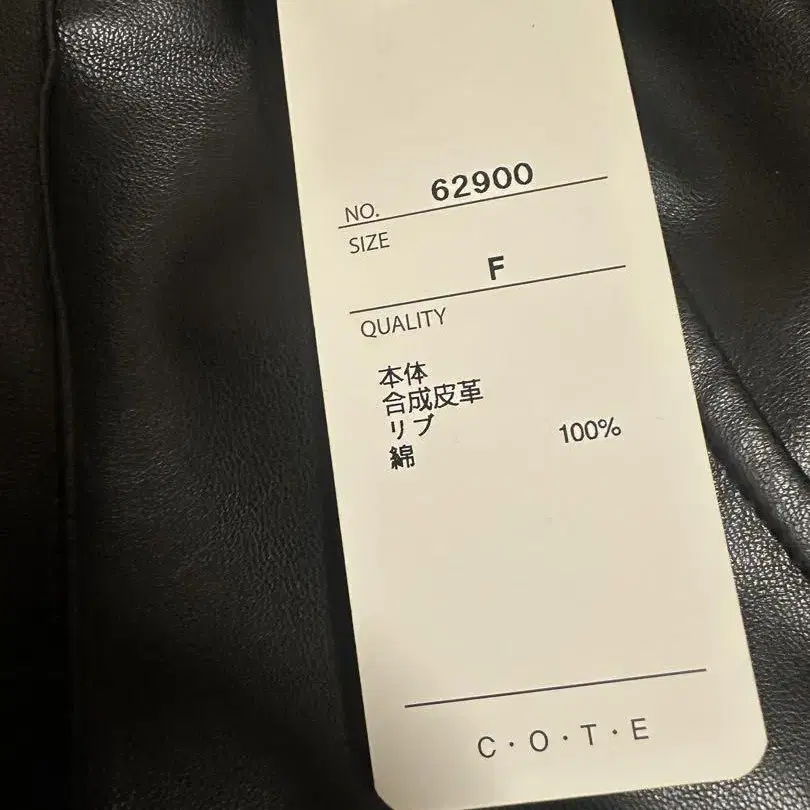 NO. 62900
SIZE
F
QUALITY
本体
合成皮革
リブ
綿 100%
C・O・T・E